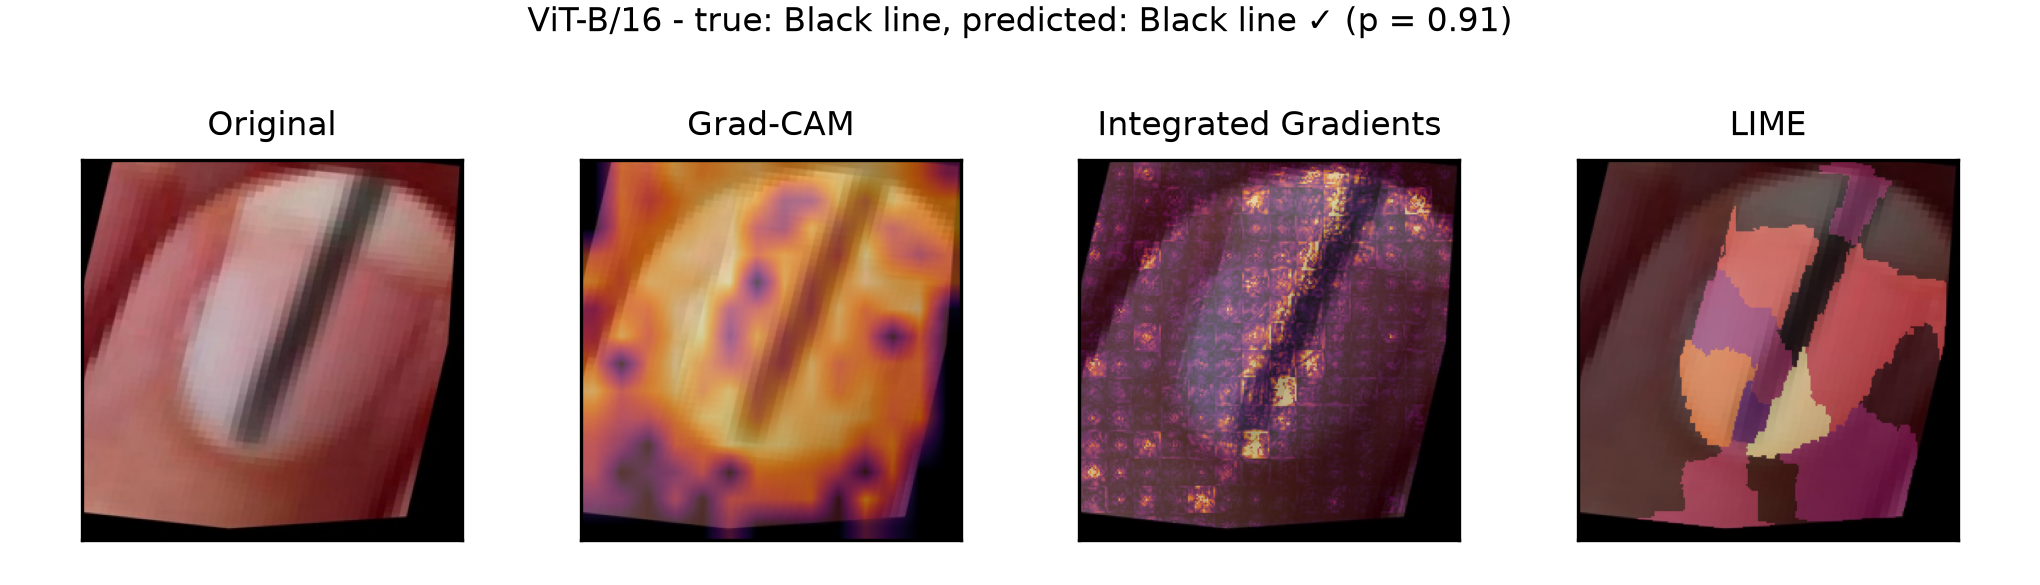 ViT-B/16 - true: Black line, predicted: Black line ✓ (p = 0.91)
Original
Grad-CAM
Integrated Gradients
LIME